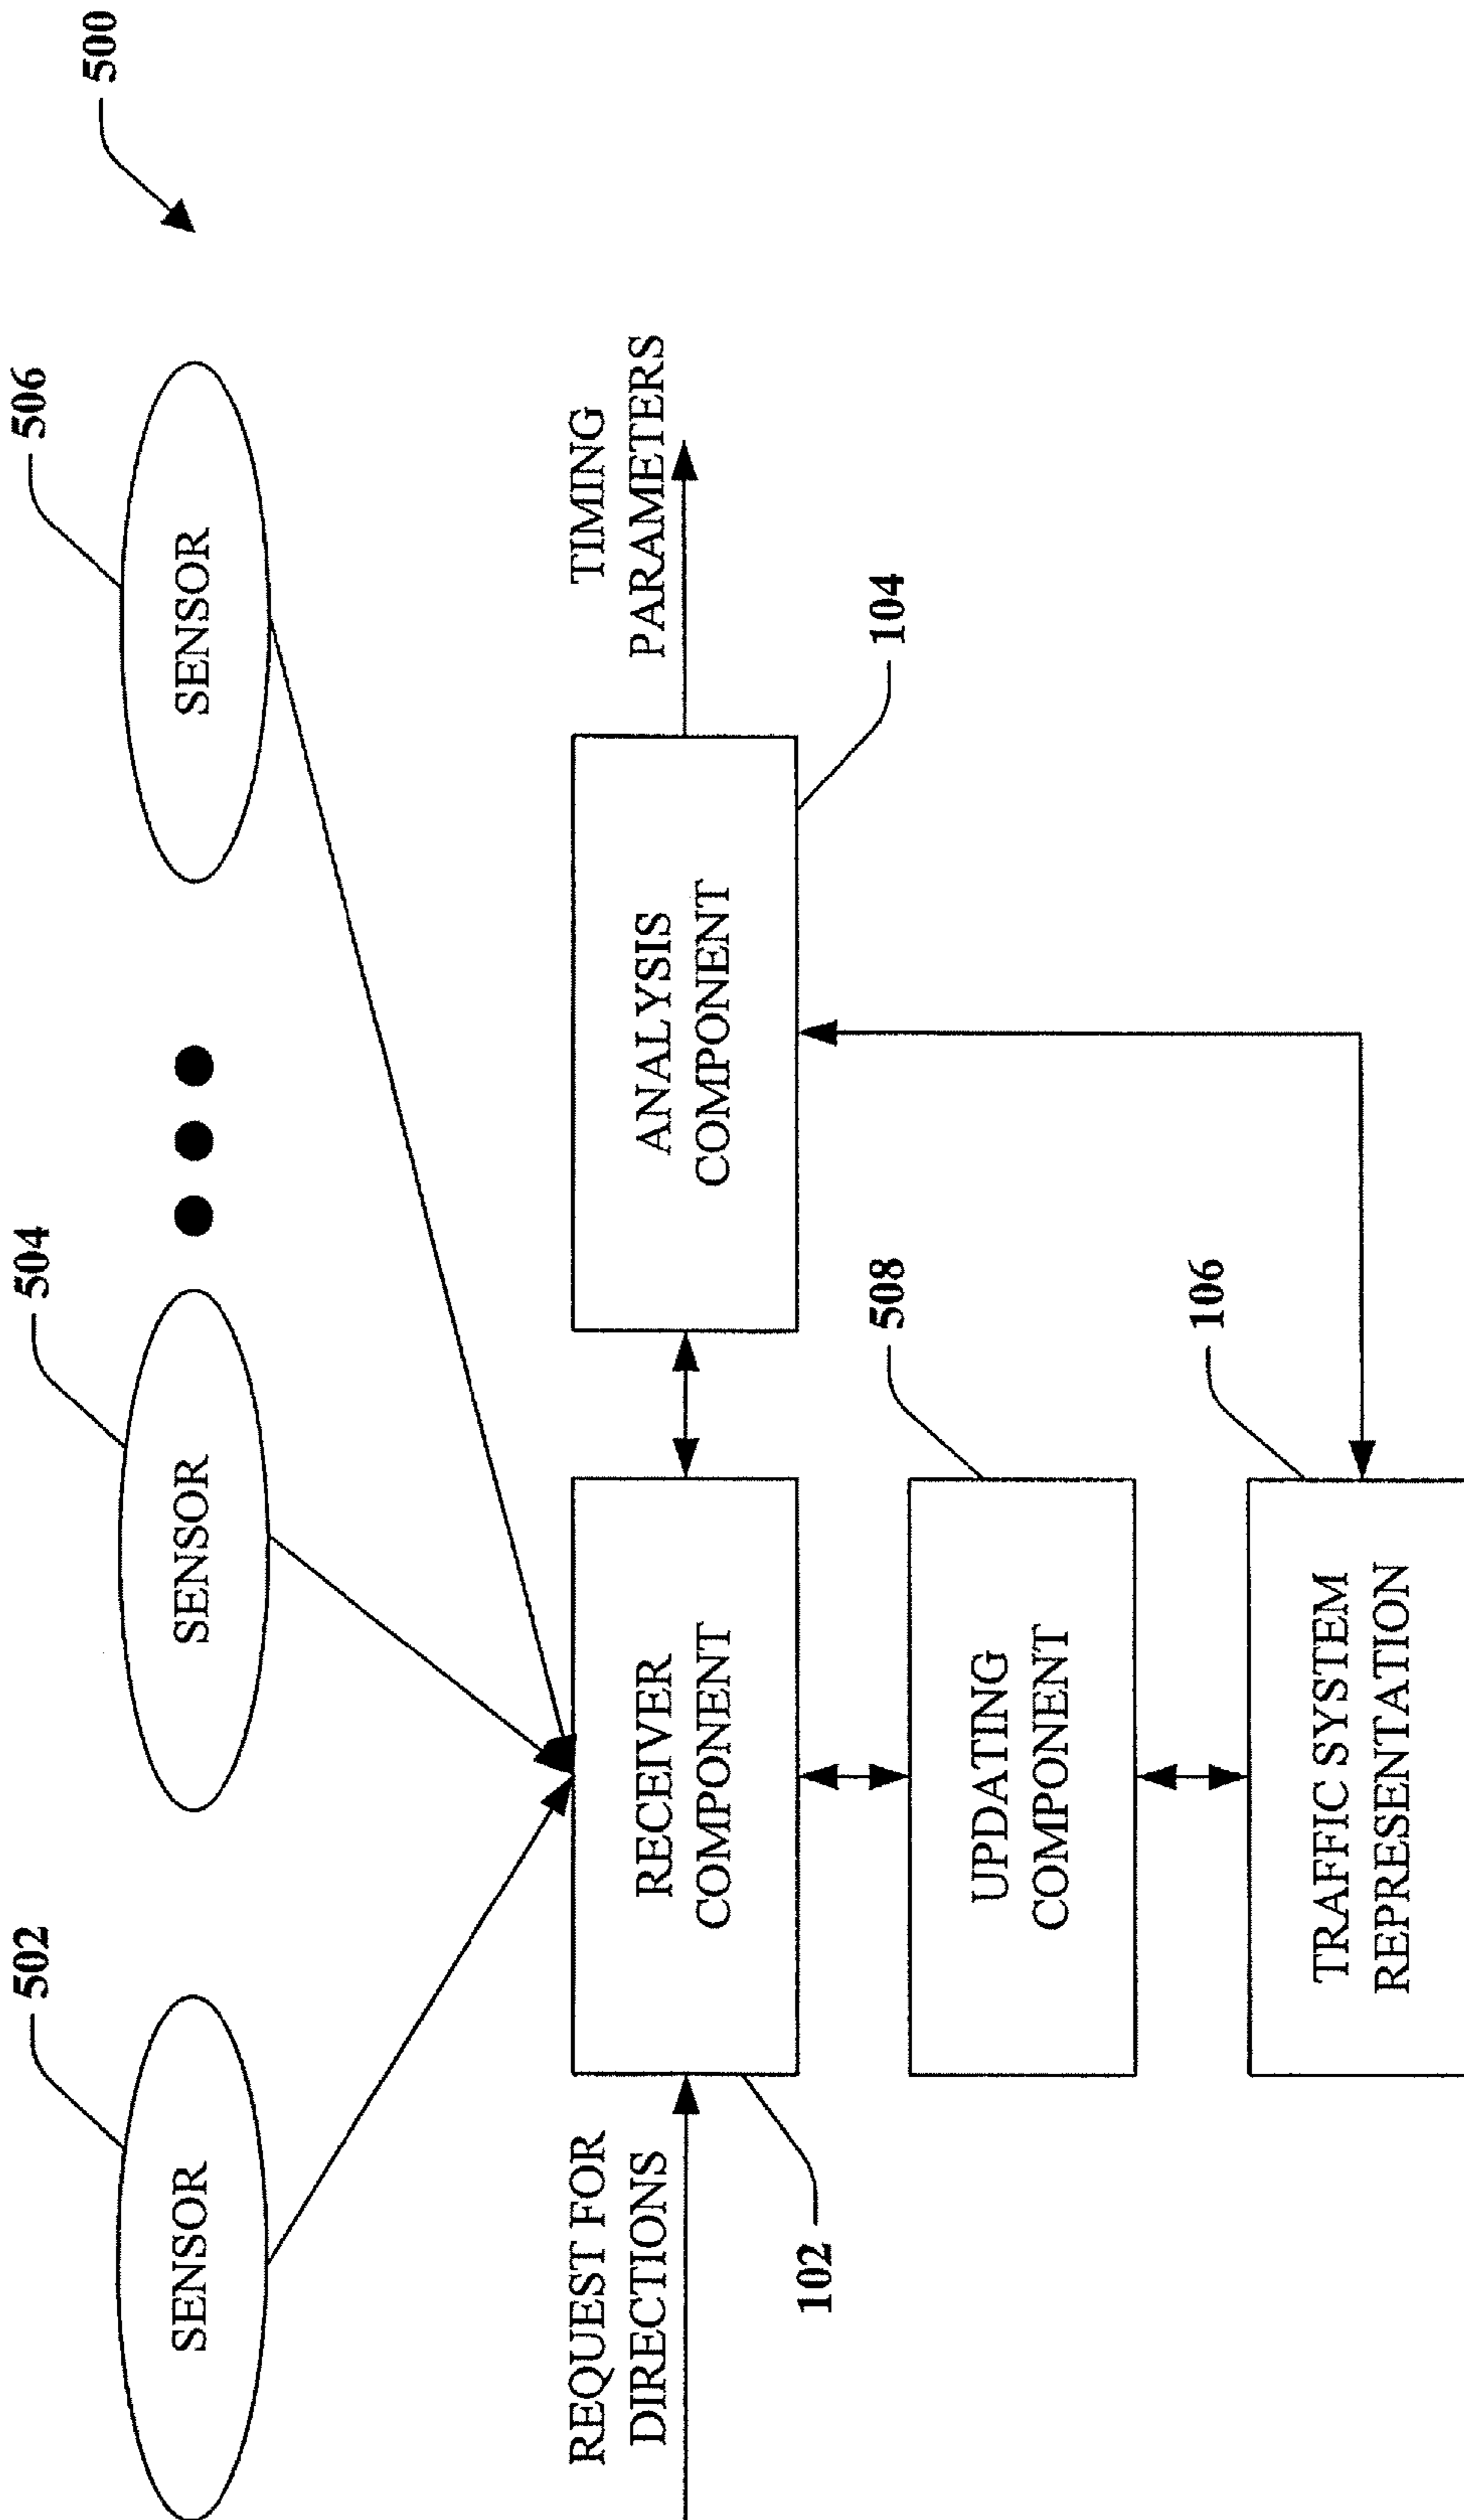 500
502
504
506
SENSOR
SENSOR
SENSOR
REQUEST FOR
DIRECTIONS
RECEIVER
COMPONENT
ANALYSIS
COMPONENT
TIMING
PARAMETERS
102
104
508
UPDATING
COMPONENT
106
TRAFFIC SYSTEM
REPRESENTATION